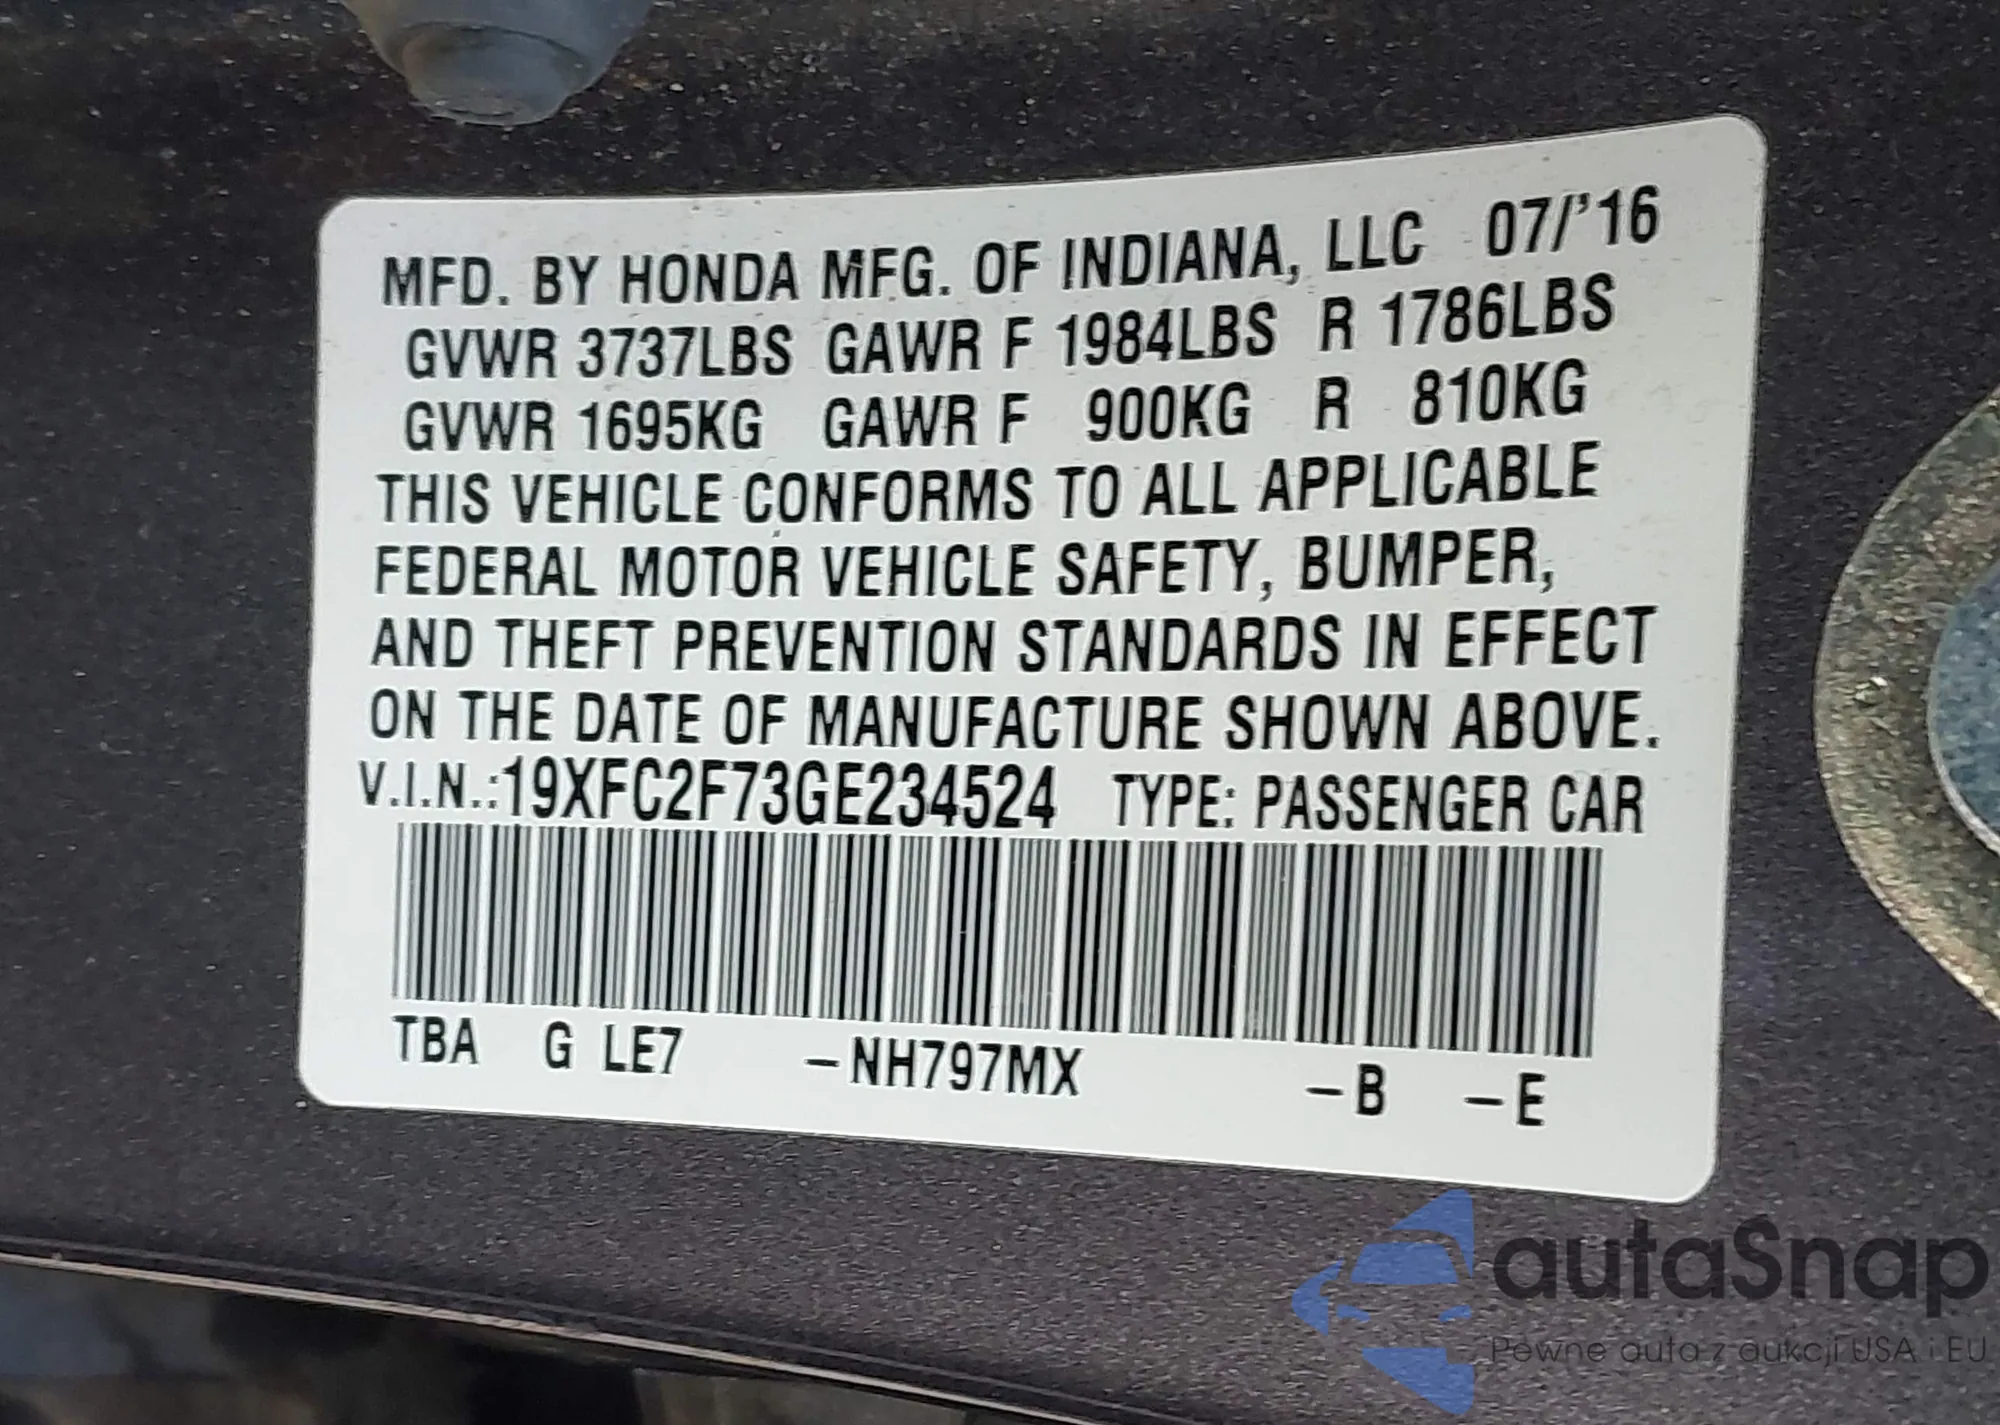 MFD. BY HONDA MFG. OF INDIANA, LLC 07/'16
GVWR 3737LBS GAWR F 1984LBS R 1786LBS
GVWR 1695KG GAWR F 900KG R 810KG
THIS VEHICLE CONFORMS TO ALL APPLICABLE
FEDERAL MOTOR VEHICLE SAFETY, BUMPER,
AND THEFT PREVENTION STANDARDS IN EFFECT
ON THE DATE OF MANUFACTURE SHOWN ABOVE.
V.I.N.:19XFC2F73GE234524 TYPE: PASSENGER CAR
TBA G LE7 –NH797MX –B –E
autaSnap
Pewne auta z aukcji USA i EU